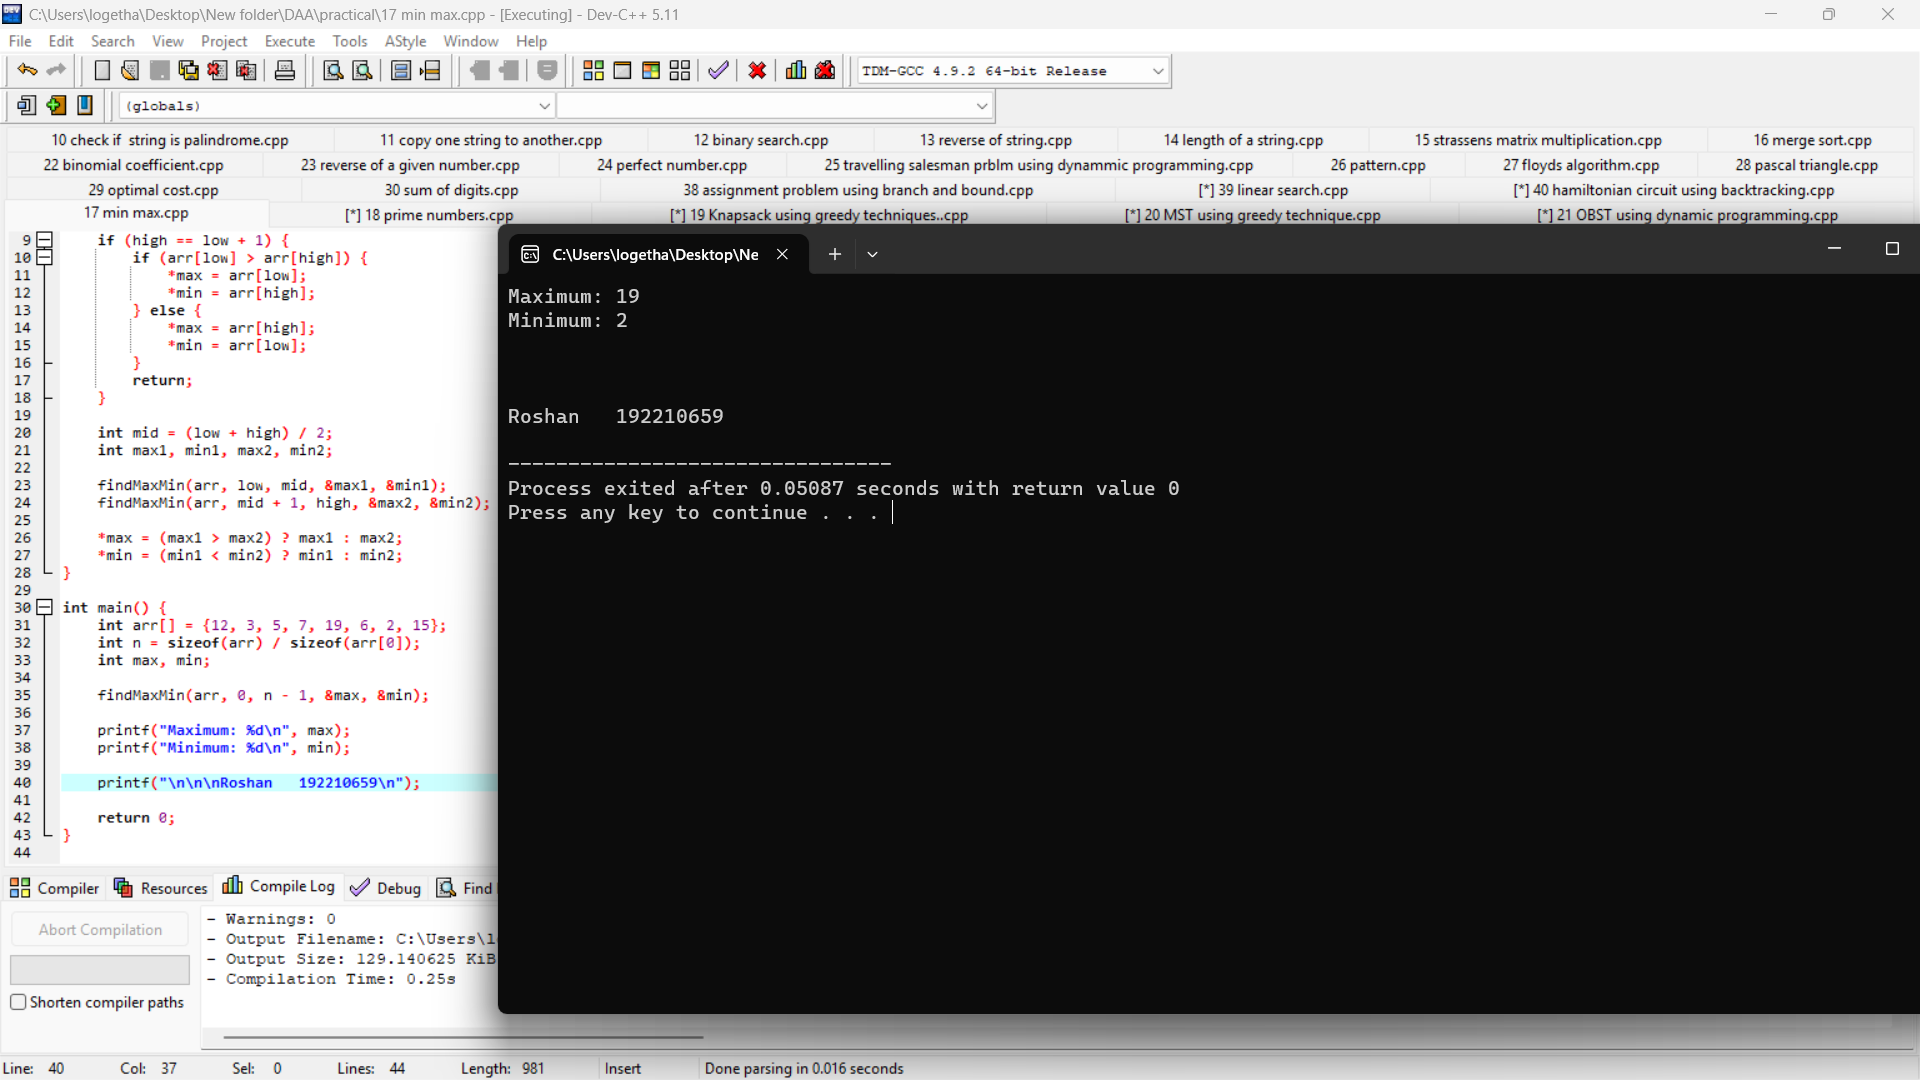 C:\Users\logetha\Desktop\New folder\DAA\practical\17 min max.cpp - [Executing] - Dev-C++ 5.11
File Edit Search View Project Execute Tools AStyle Window Help
TDM-GCC 4.9.2 64-bit Release
(globals)
10 check if  string is palindrome.cpp 11 copy one string to another.cpp 12 binary search.cpp 13 reverse of string.cpp 14 length of a string.cpp 15 strassens matrix multiplication.cpp 16 merge sort.cpp
22 binomial coefficient.cpp 23 reverse of a given number.cpp 24 perfect number.cpp 25 travelling salesman prblm using dynammic programming.cpp 26 pattern.cpp 27 floyds algorithm.cpp 28 pascal triangle.cpp
29 optimal cost.cpp 30 sum of digits.cpp 38 assignment problem using branch and bound.cpp [*] 39 linear search.cpp [*] 40 hamiltonian circuit using backtracking.cpp
17 min max.cpp [*] 18 prime numbers.cpp [*] 19 Knapsack using greedy techniques..cpp [*] 20 MST using greedy technique.cpp [*] 21 OBST using dynamic programming.cpp
9 if (high == low + 1) {
10 if (arr[low] > arr[high]) {
11 *max = arr[low];
12 *min = arr[high];
13 } else {
14 *max = arr[high];
15 *min = arr[low];
16 }
17 return;
18 }
19
20 int mid = (low + high) / 2;
21 int max1, min1, max2, min2;
22
23 findMaxMin(arr, low, mid, &max1, &min1);
24 findMaxMin(arr, mid + 1, high, &max2, &min2);
25
26 *max = (max1 > max2) ? max1 : max2;
27 *min = (min1 < min2) ? min1 : min2;
28 }
29
30 int main() {
31 int arr[] = {12, 3, 5, 7, 19, 6, 2, 15};
32 int n = sizeof(arr) / sizeof(arr[0]);
33 int max, min;
34
35 findMaxMin(arr, 0, n - 1, &max, &min);
36
37 printf("Maximum: %d\n", max);
38 printf("Minimum: %d\n", min);
39
40 printf("\n\n\nRoshan   192210659\n");
41
42 return 0;
43 }
44
C:\Users\logetha\Desktop\Ne
Maximum: 19
Minimum: 2
Roshan   192210659
--------------------------------
Process exited after 0.05087 seconds with return value 0
Press any key to continue . . .
Compiler Resources Compile Log Debug Find
Abort Compilation
Shorten compiler paths
- Warnings: 0
- Output Filename: C:\Users\l
- Output Size: 129.140625 KiB
- Compilation Time: 0.25s
Line: 40 Col: 37 Sel: 0 Lines: 44 Length: 981 Insert Done parsing in 0.016 seconds